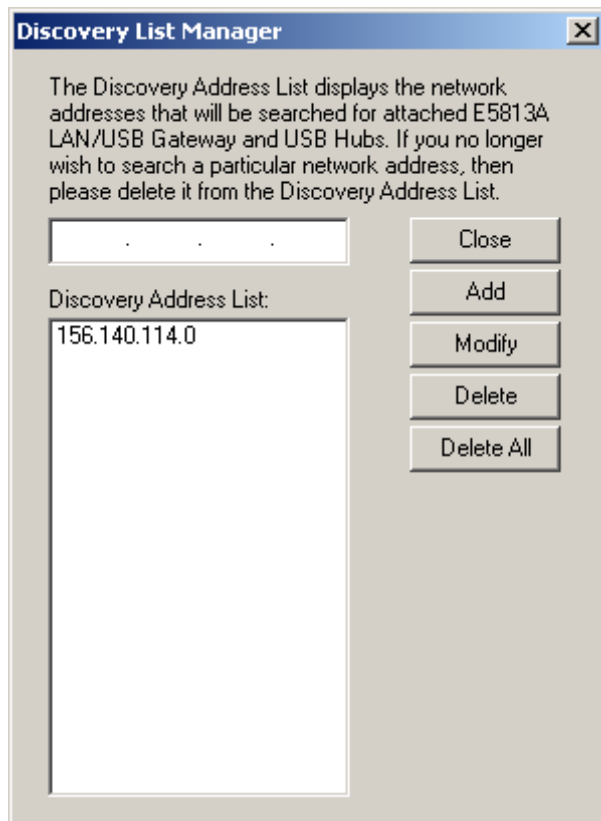 Discovery List Manager
The Discovery Address List displays the network
addresses that will be searched for attached E5813A
LAN/USB Gateway and USB Hubs. If you no longer
wish to search a particular network address, then
please delete it from the Discovery Address List.
. . .
Close
Add
Discovery Address List:
156.140.114.0
Modify
Delete
Delete All